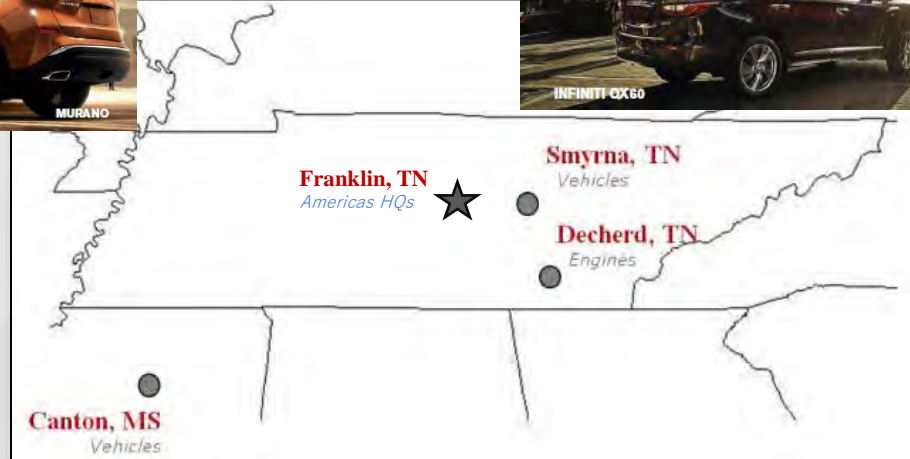 MURANO
INFINITI QX60
Smyrna, TN
Vehicles
Franklin, TN
Americas HQs
Decherd, TN
Engines
Canton, MS
Vehicles